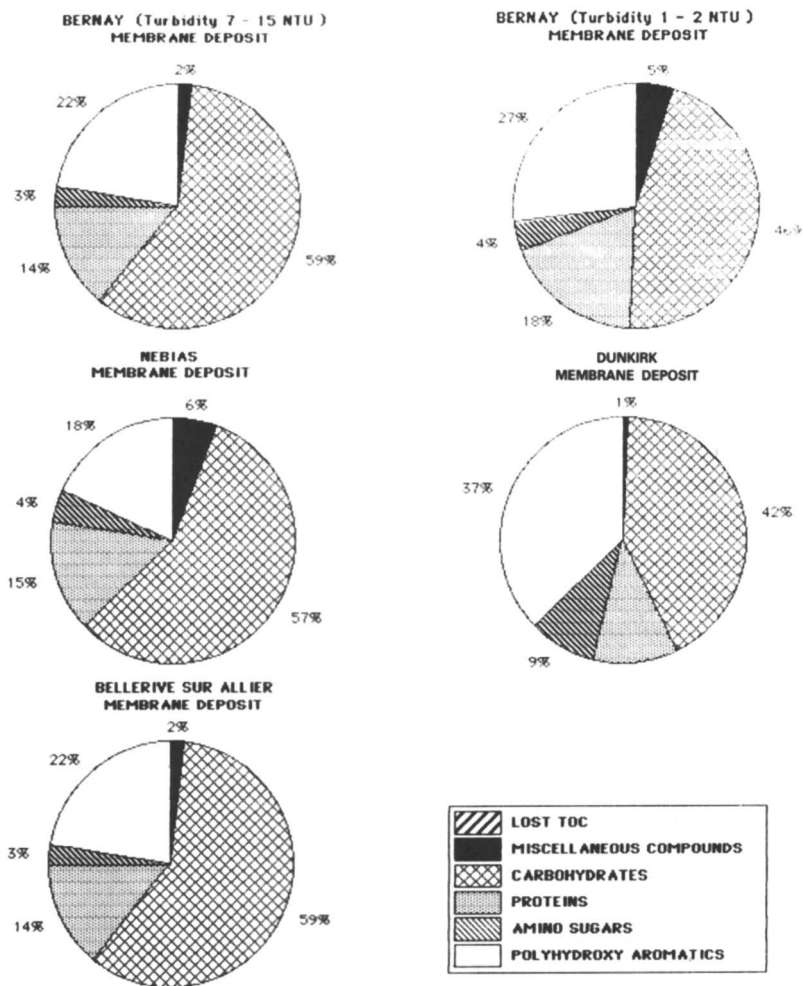 BERNAY (Turbidity 7 - 15 NTU )
MEMBRANE DEPOSIT
2%
22%
3%
14%
59%
BERNAY (Turbidity 1 - 2 NTU )
MEMBRANE DEPOSIT
5%
27%
4%
18%
46%
NEBIAS
MEMBRANE DEPOSIT
6%
18%
4%
15%
57%
DUNKIRK
MEMBRANE DEPOSIT
1%
37%
42%
9%
BELLERIVE SUR ALLIER
MEMBRANE DEPOSIT
2%
22%
3%
14%
59%
LOST TOC
MISCELLANEOUS COMPOUNDS
CARBOHYDRATES
PROTEINS
AMINO SUGARS
POLYHYDROXY AROMATICS